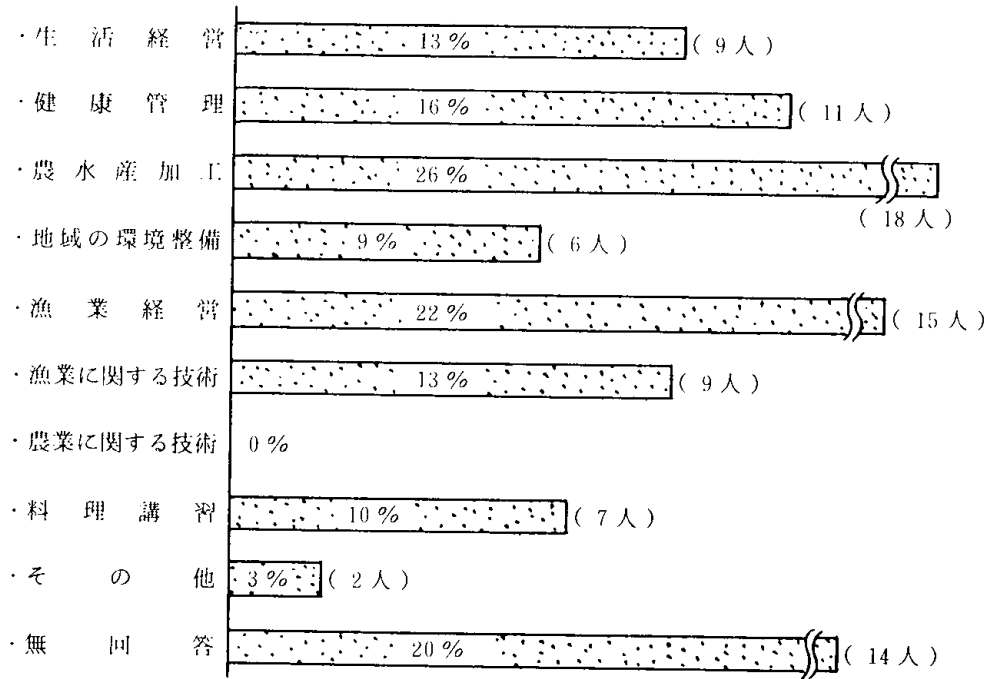 ・生活経営 13% (9人)
・健康管理 16% (11人)
・農水産加工 26%
(18人)
・地域の環境整備 9% (6人)
・漁業経営 22% (15人)
・漁業に関する技術 13% (9人)
・農業に関する技術 0%
・料理講習 10% (7人)
・その他 3% (2人)
・無回答 20% (14人)